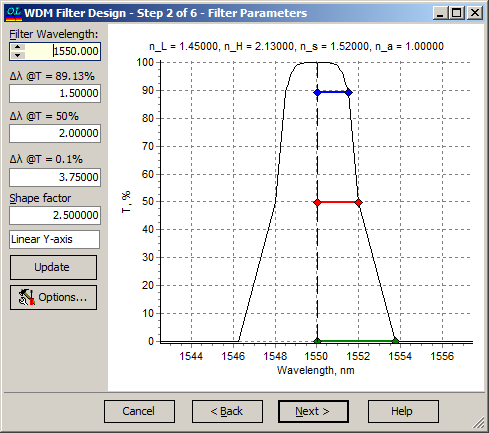 OL WDM Filter Design - Step 2 of 6 - Filter Parameters
Filter Wavelength:
1550.000
Δλ @T = 89.13%
1.50000
Δλ @T = 50%
2.00000
Δλ @T = 0.1%
3.75000
Shape factor
2.500000
Linear Y-axis
Update
Options...
n_L = 1.45000, n_H = 2.13000, n_s = 1.52000, n_a = 1.00000
T, %
100
90
80
70
60
50
40
30
20
10
0
1544 1546 1548 1550 1552 1554 1556
Wavelength, nm
Cancel < Back Next > Help